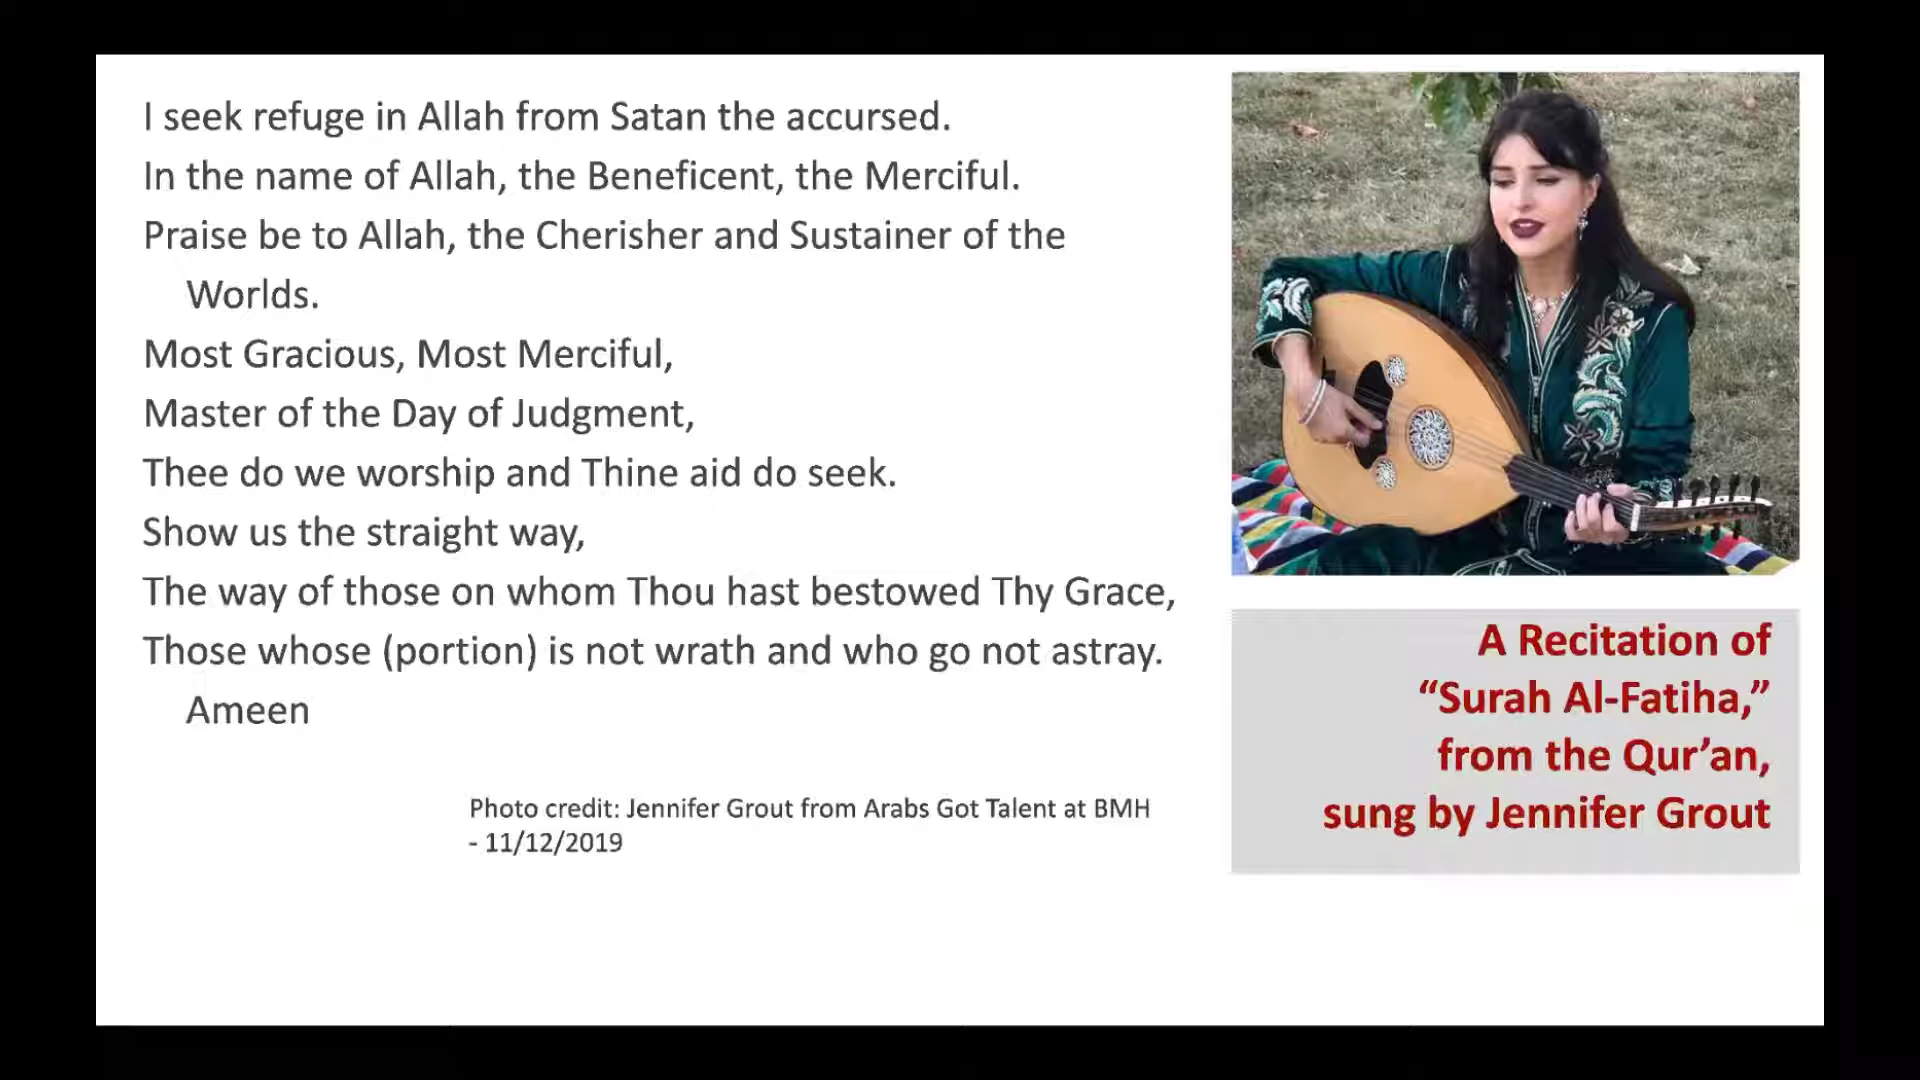 I seek refuge in Allah from Satan the accursed.
In the name of Allah, the Beneficent, the Merciful.
Praise be to Allah, the Cherisher and Sustainer of the
Worlds.
Most Gracious, Most Merciful,
Master of the Day of Judgment,
Thee do we worship and Thine aid do seek.
Show us the straight way,
The way of those on whom Thou hast bestowed Thy Grace,
Those whose (portion) is not wrath and who go not astray.
Ameen
Photo credit: Jennifer Grout from Arabs Got Talent at BMH
- 11/12/2019
A Recitation of
“Surah Al-Fatiha,”
from the Qur’an,
sung by Jennifer Grout